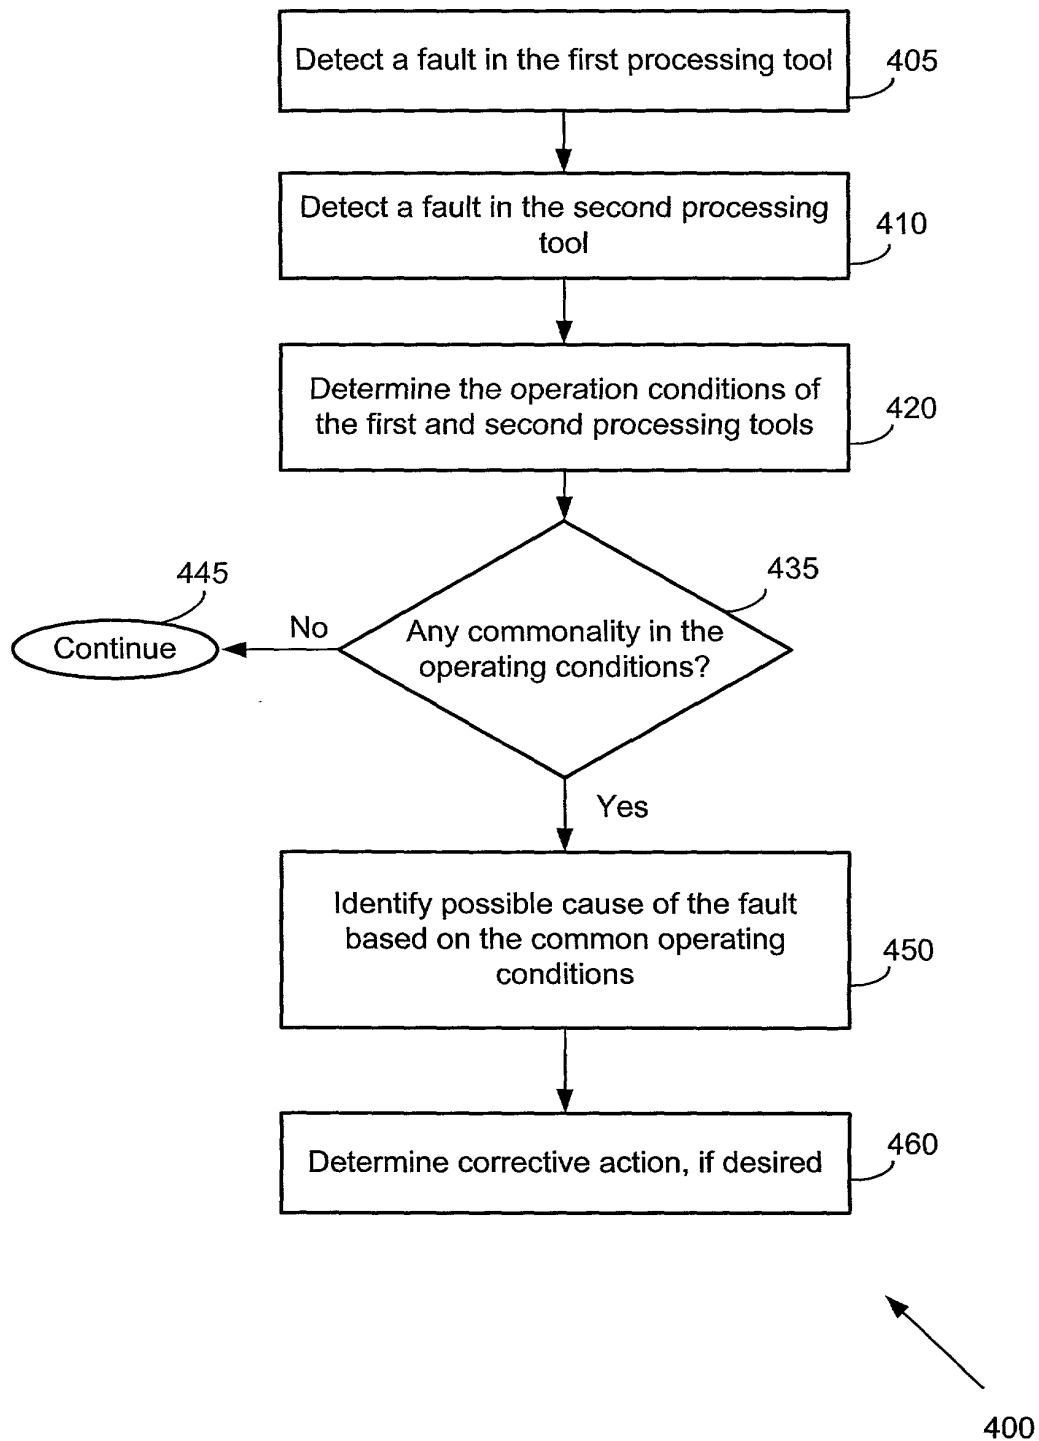 Detect a fault in the first processing tool
405
Detect a fault in the second processing
tool
410
Determine the operation conditions of
the first and second processing tools
420
435
Any commonality in the
operating conditions?
445
No
Continue
Yes
Identify possible cause of the fault
based on the common operating
conditions
450
Determine corrective action, if desired
460
400